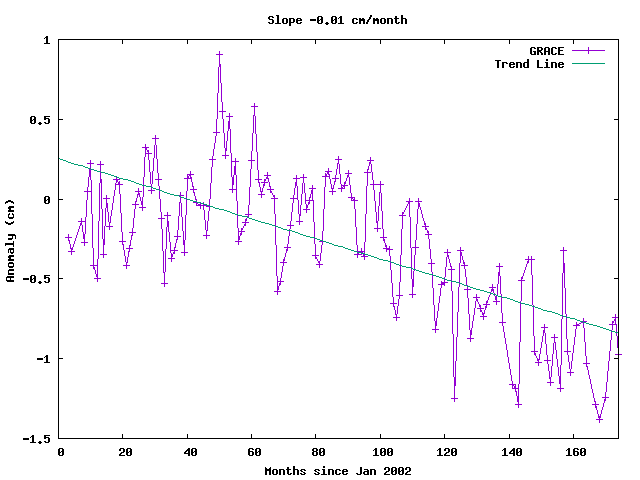 Slope -0.01 cm/month
GRACE
Trend Line
1
0.5
0
-0.5
-1
-1.5
Anomaly (cm)
0 20 40 60 80 100 120 140 160
Months since Jan 2002